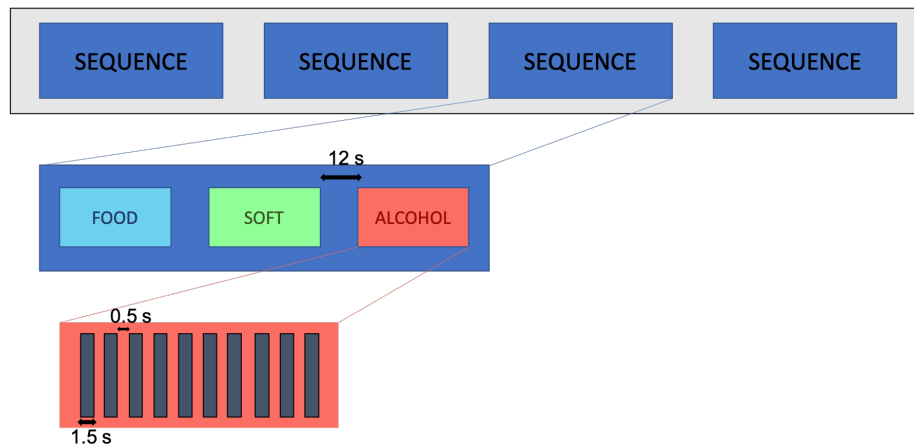 SEQUENCE SEQUENCE SEQUENCE SEQUENCE
12 s
FOOD SOFT ALCOHOL
0.5 s
1.5 s